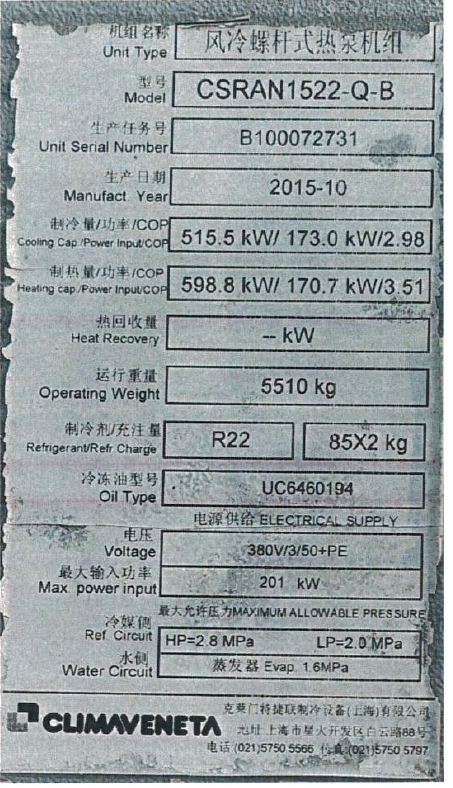 机组名称
Unit Type
风冷螺杆式热泵机组
型号
Model
CSRAN1522-Q-B
生产任务号
Unit Serial Number
B100072731
生产日期
Manufact. Year
2015-10
制冷量/功率/COP
Cooling Cap./Power Input/COP
515.5 kW/ 173.0 kW/2.98
制热量/功率/COP
Heating cap./Power Input/COP
598.8 kW/ 170.7 kW/3.51
热回收量
Heat Recovery
-- kW
运行重量
Operating Weight
5510 kg
制冷剂/充注量
Refrigerant/Refr.Charge
R22
85X2 kg
冷冻油型号
Oil Type
UC6460194
电源供给 ELECTRICAL SUPPLY
电压
Voltage
380V/3/50+PE
最大输入功率
Max. power input
201 kW
最大允许压力MAXIMUM ALLOWABLE PRESSURE
冷媒侧
Ref. Circuit
HP=2.8 MPa LP=2.0 MPa
水侧
Water Circuit
蒸发器 Evap. 1.6MPa
CLIMAVENETA
克莱门特捷联制冷设备(上海)有限公司
地址:上海市星火开发区白云路88号
电话:(021)5750 5566 传真:(021)5750 5797